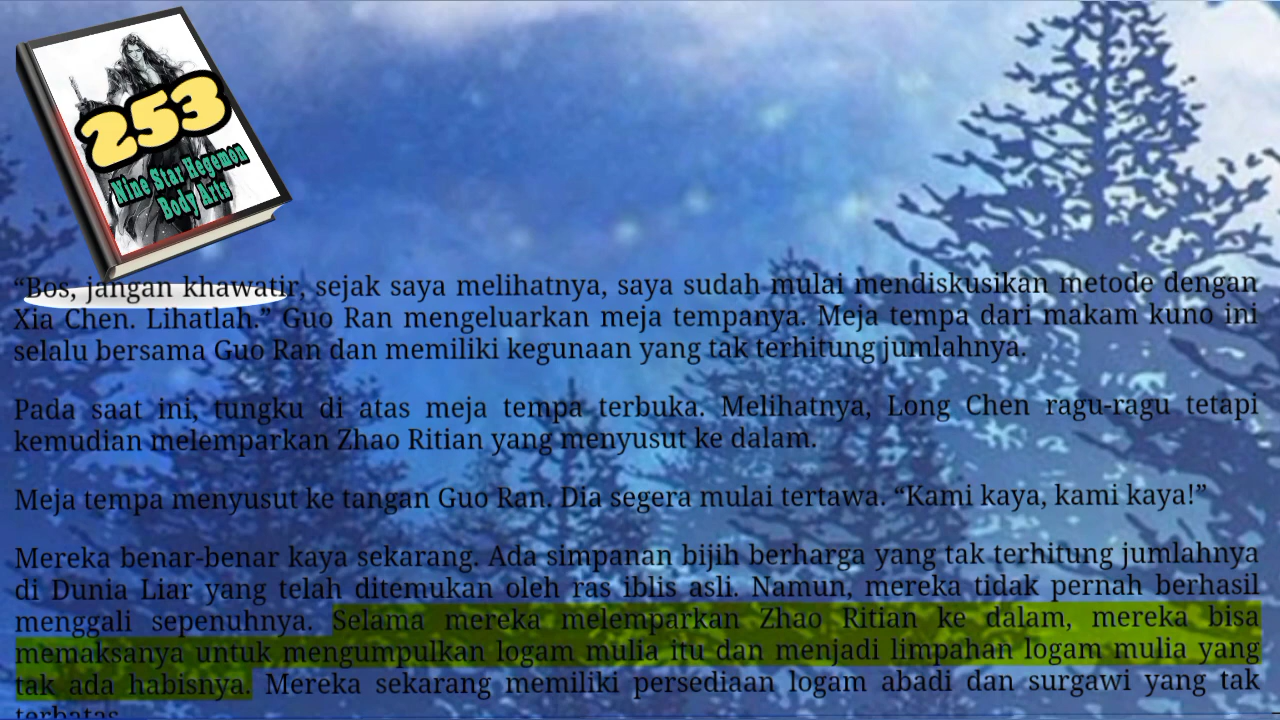 253
Nine Star Hegemon
Body Arts
“Bos, jangan khawatir, sejak saya melihatnya, saya sudah mulai mendiskusikan metode dengan
Xia Chen. Lihatlah.” Guo Ran mengeluarkan meja tempanya. Meja tempa dari makam kuno ini
selalu bersama Guo Ran dan memiliki kegunaan yang tak terhitung jumlahnya.
Pada saat ini, tungku di atas meja tempa terbuka. Melihatnya, Long Chen ragu-ragu tetapi
kemudian melemparkan Zhao Ritian yang menyusut ke dalam.
Meja tempa menyusut ke tangan Guo Ran. Dia segera mulai tertawa. “Kami kaya, kami kaya!”
Mereka benar-benar kaya sekarang. Ada simpanan bijih berharga yang tak terhitung jumlahnya
di Dunia Liar yang telah ditemukan oleh ras iblis asli. Namun, mereka tidak pernah berhasil
menggali sepenuhnya. Selama mereka melemparkan Zhao Ritian ke dalam, mereka bisa
memaksanya untuk mengumpulkan logam mulia itu dan menjadi limpahan logam mulia yang
tak ada habisnya. Mereka sekarang memiliki persediaan logam abadi dan surgawi yang tak
terbatas.